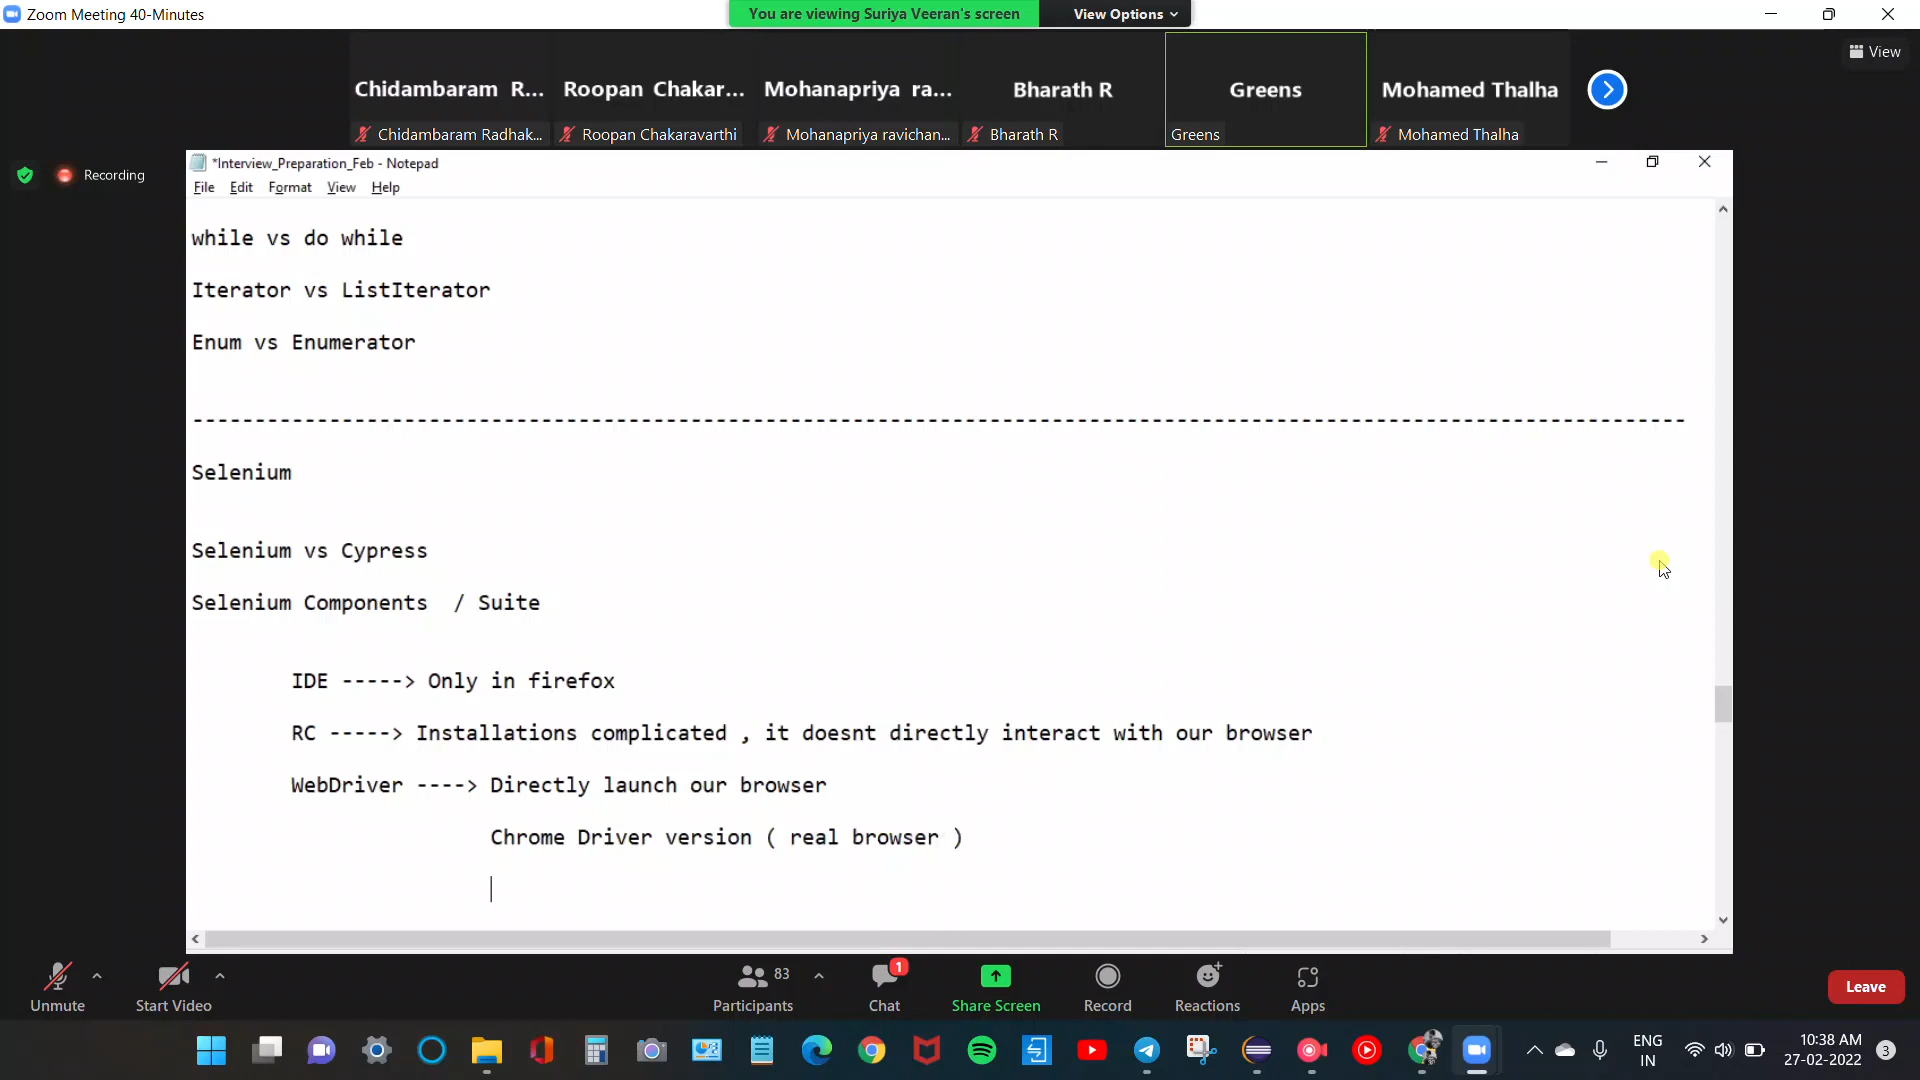 Zoom Meeting 40-Minutes
You are viewing Suriya Veeran's screen
View Options
View
Chidambaram R...
Roopan Chakar...
Mohanapriya ra...
Bharath R
Greens
Mohamed Thalha
Chidambaram Radhak...
Roopan Chakaravarthi
Mohanapriya ravichan...
Bharath R
Greens
Mohamed Thalha
Recording
*Interview_Preparation_Feb - Notepad
File Edit Format View Help
while vs do while
Iterator vs ListIterator
Enum vs Enumerator
------------------------------------------------------------------------------------------------------------------------
Selenium
Selenium vs Cypress
Selenium Components  / Suite
IDE -----> Only in firefox
RC -----> Installations complicated , it doesnt directly interact with our browser
WebDriver ----> Directly launch our browser
Chrome Driver version ( real browser )
Unmute
Start Video
83
Participants
1
Chat
Share Screen
Record
Reactions
Apps
Leave
ENG
IN
10:38 AM
27-02-2022
3